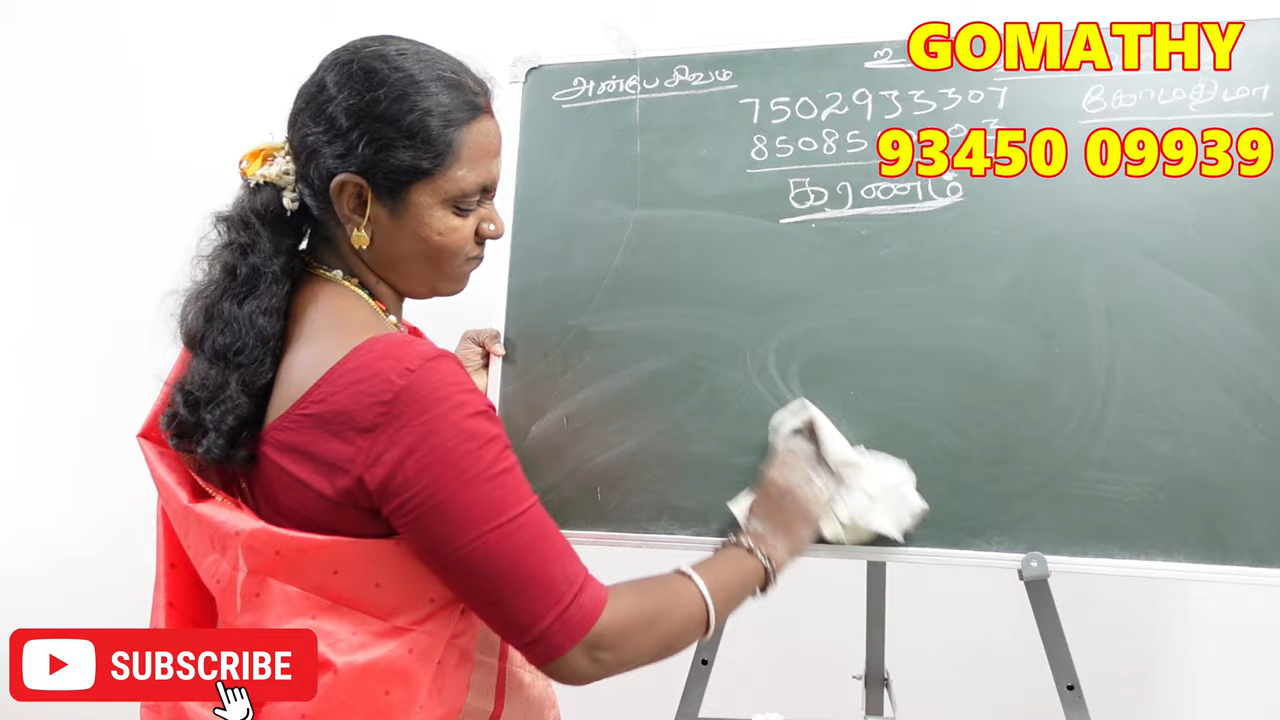 GOMATHY
உ
அன்பே சிவம்
7502933307
கோமதிமா
93450 09939
கரணம்
SUBSCRIBE